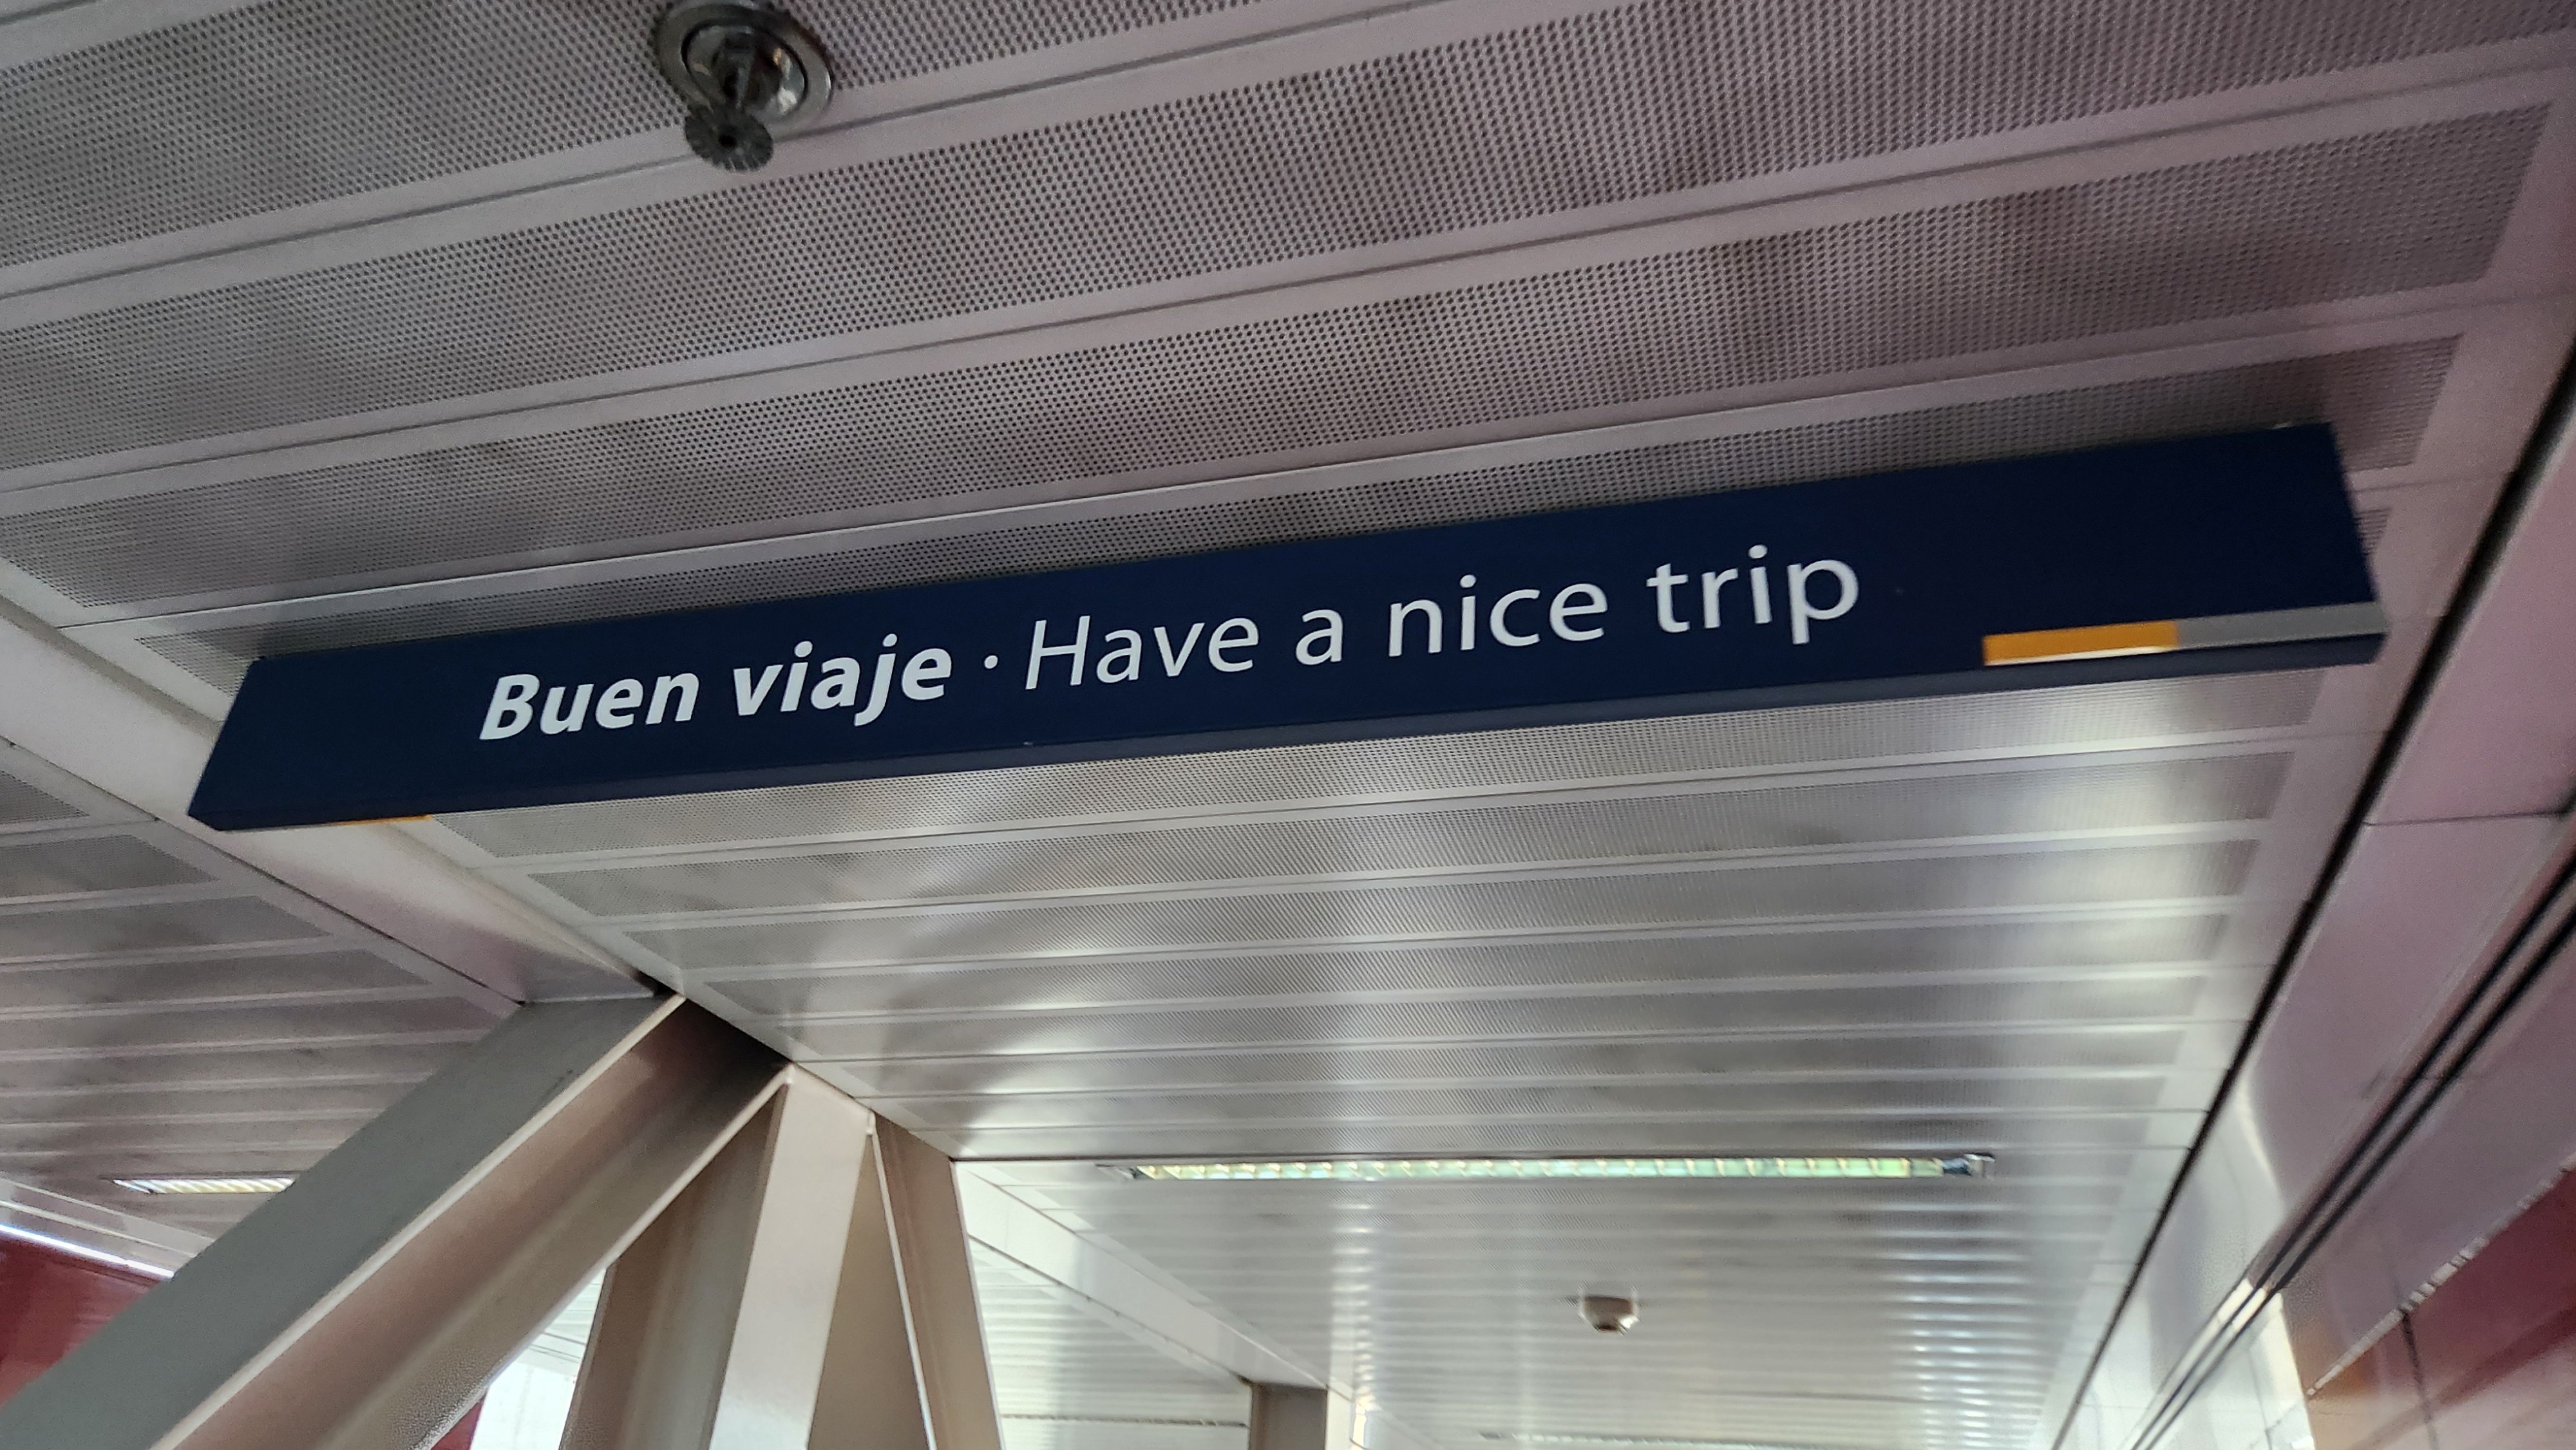 Buen viaje · Have a nice trip